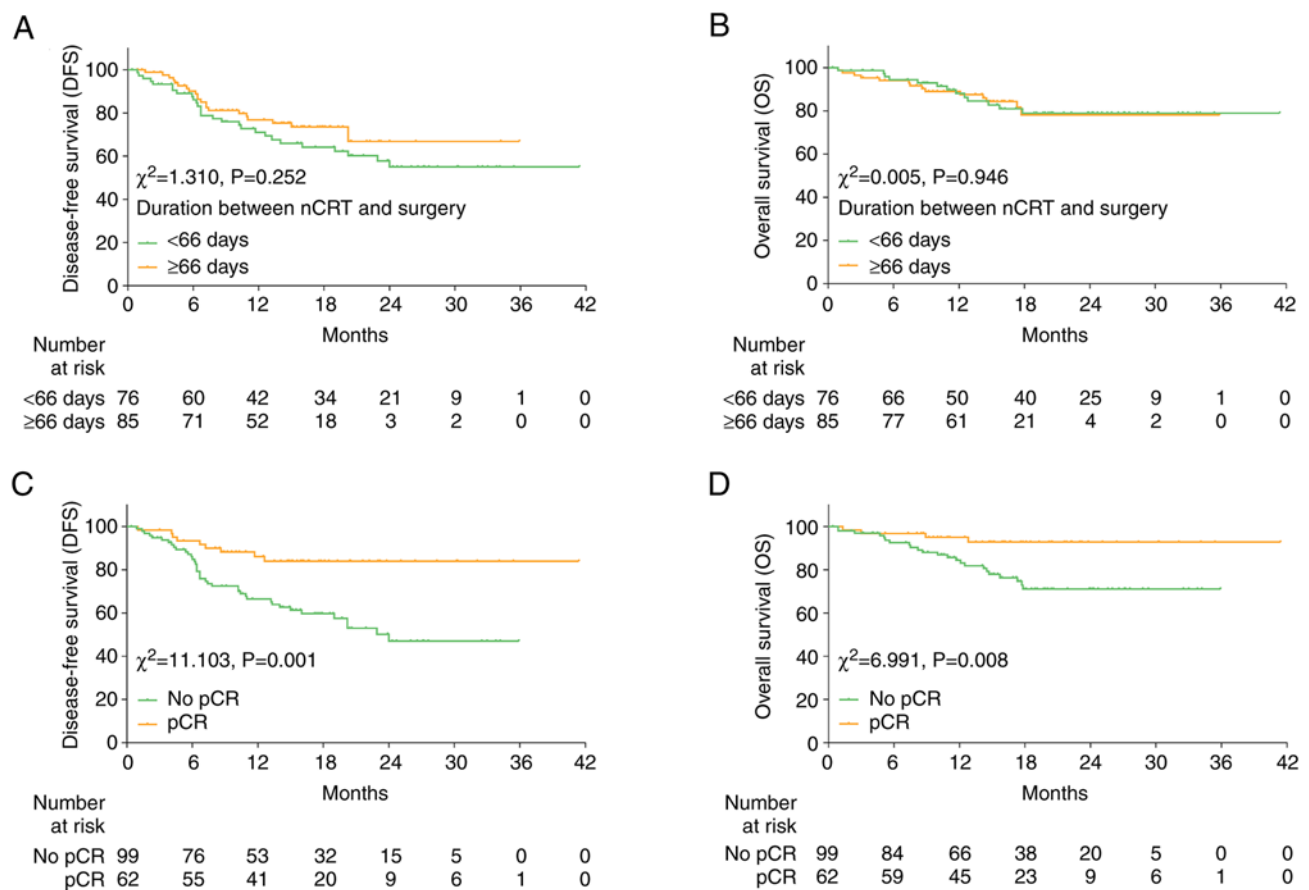 A
Disease-free survival (DFS)
100
80
60
40
20
0
χ²=1.310, P=0.252
Duration between nCRT and surgery
<66 days
≥66 days
0 6 12 18 24 30 36 42
Months
Number
at risk
<66 days 76 60 42 34 21 9 1 0
≥66 days 85 71 52 18 3 2 0 0
B
Overall survival (OS)
100
80
60
40
20
0
χ²=0.005, P=0.946
Duration between nCRT and surgery
<66 days
≥66 days
0 6 12 18 24 30 36 42
Months
Number
at risk
<66 days 76 66 50 40 25 9 1 0
≥66 days 85 77 61 21 4 2 0 0
C
Disease-free survival (DFS)
100
80
60
40
20
0
χ²=11.103, P=0.001
No pCR
pCR
0 6 12 18 24 30 36 42
Months
Number
at risk
No pCR 99 76 53 32 15 5 0 0
pCR 62 55 41 20 9 6 1 0
D
Overall survival (OS)
100
80
60
40
20
0
χ²=6.991, P=0.008
No pCR
pCR
0 6 12 18 24 30 36 42
Months
Number
at risk
No pCR 99 84 66 38 20 5 0 0
pCR 62 59 45 23 9 6 1 0